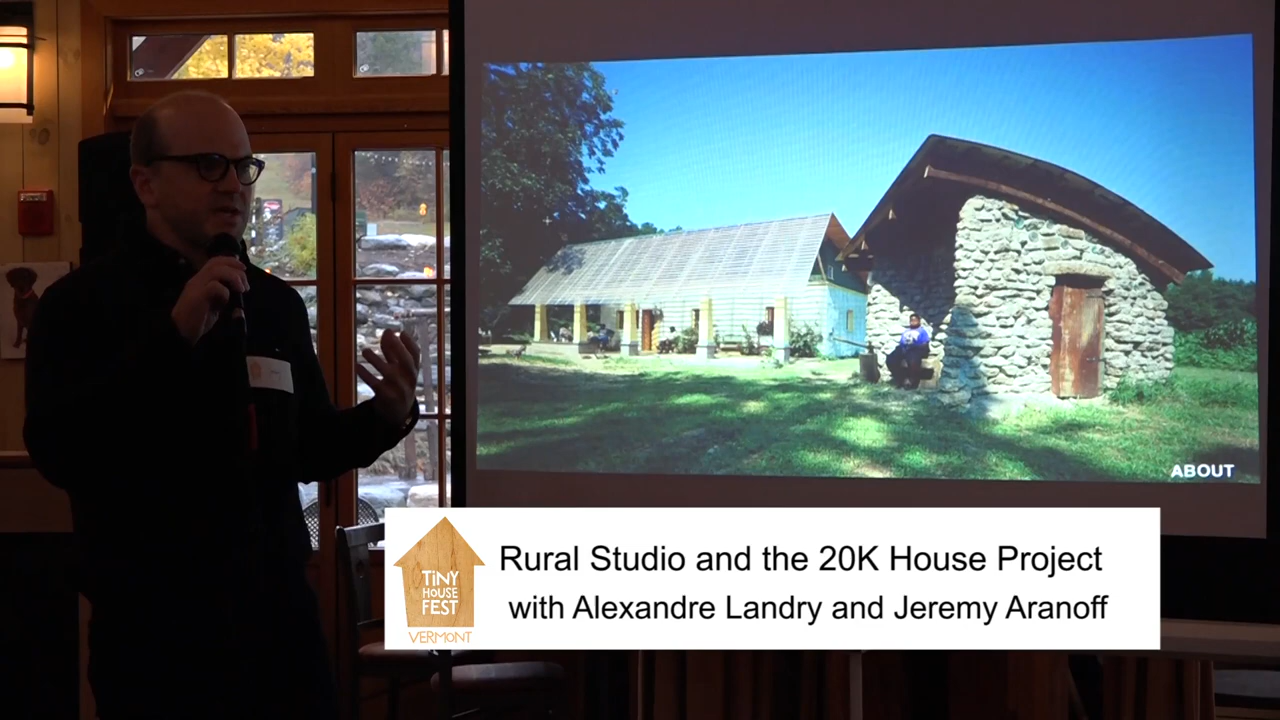 ABOUT
TINY
HOUSE
FEST
VERMONT
Rural Studio and the 20K House Project
with Alexandre Landry and Jeremy Aranoff